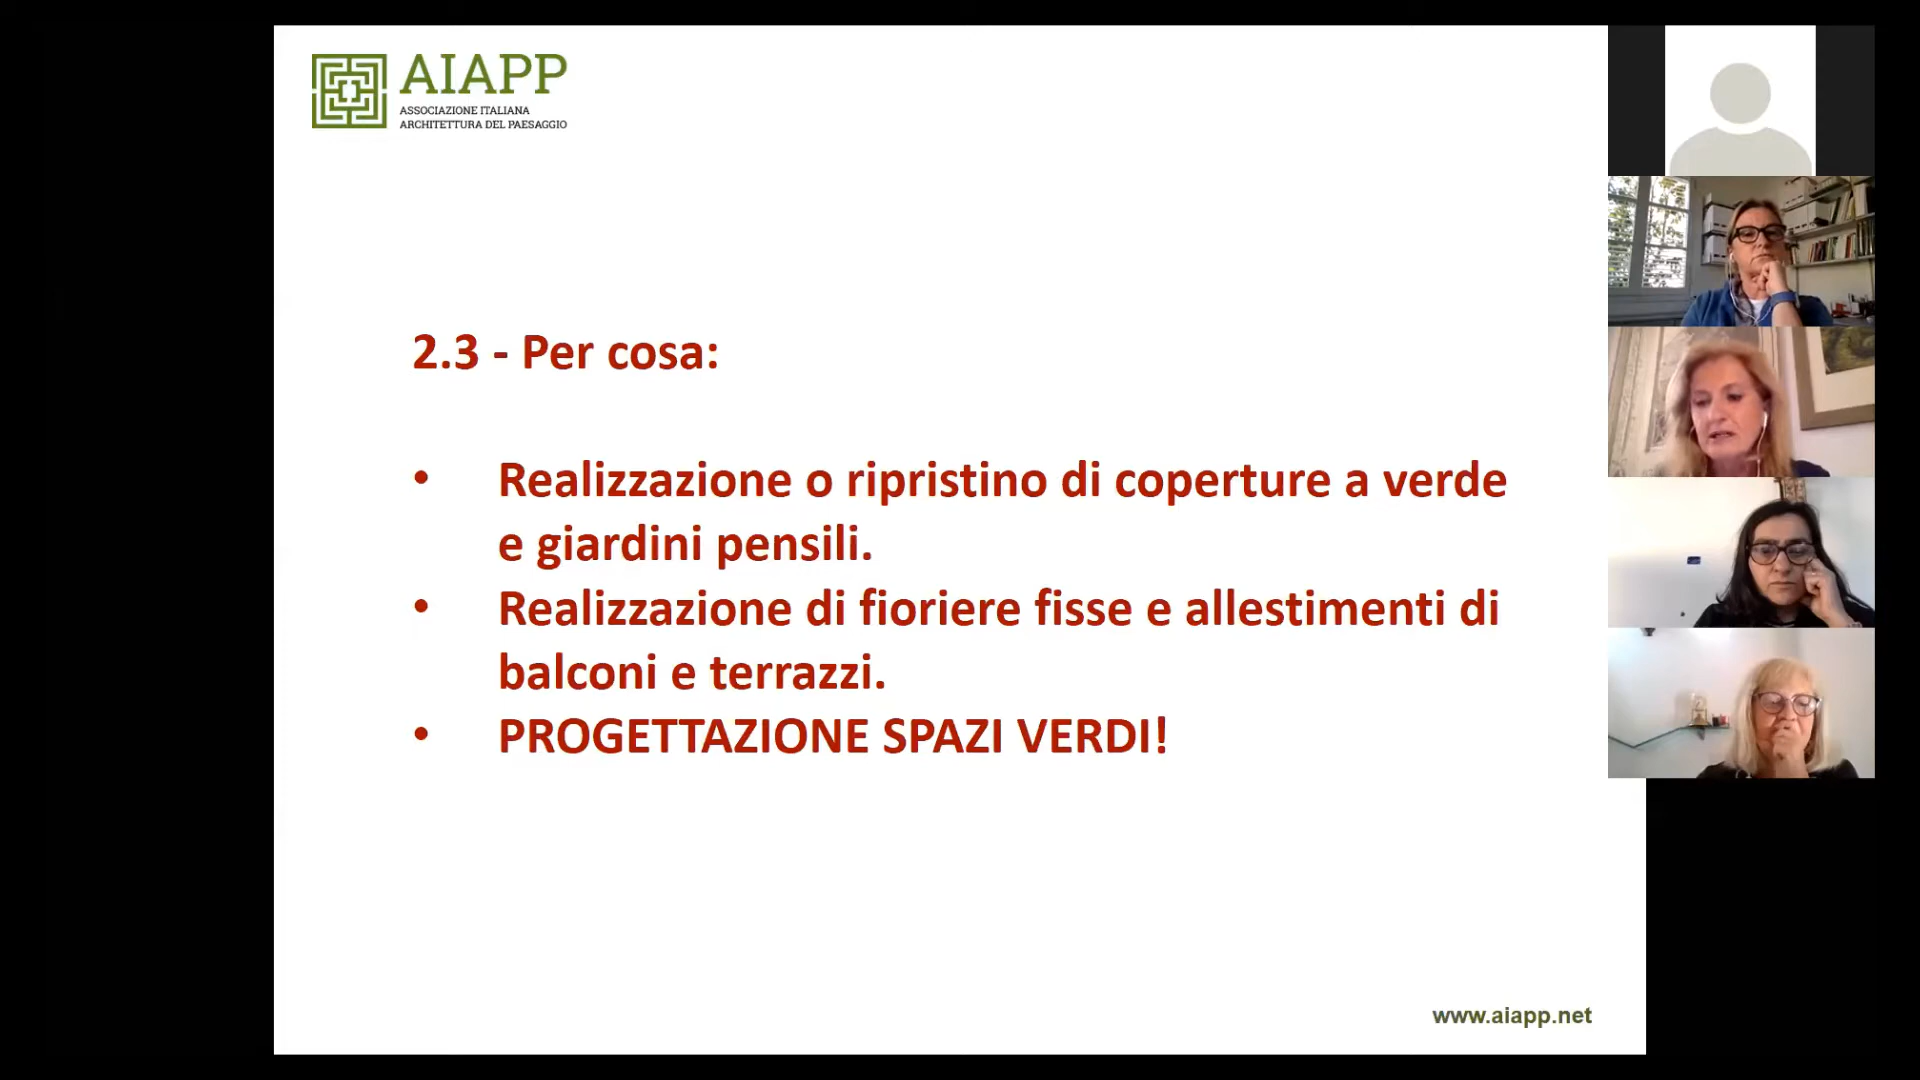 AIAPP
ASSOCIAZIONE ITALIANA
ARCHITETTURA DEL PAESAGGIO
2.3 - Per cosa:
• Realizzazione o ripristino di coperture a verde
e giardini pensili.
• Realizzazione di fioriere fisse e allestimenti di
balconi e terrazzi.
• PROGETTAZIONE SPAZI VERDI!
www.aiapp.net